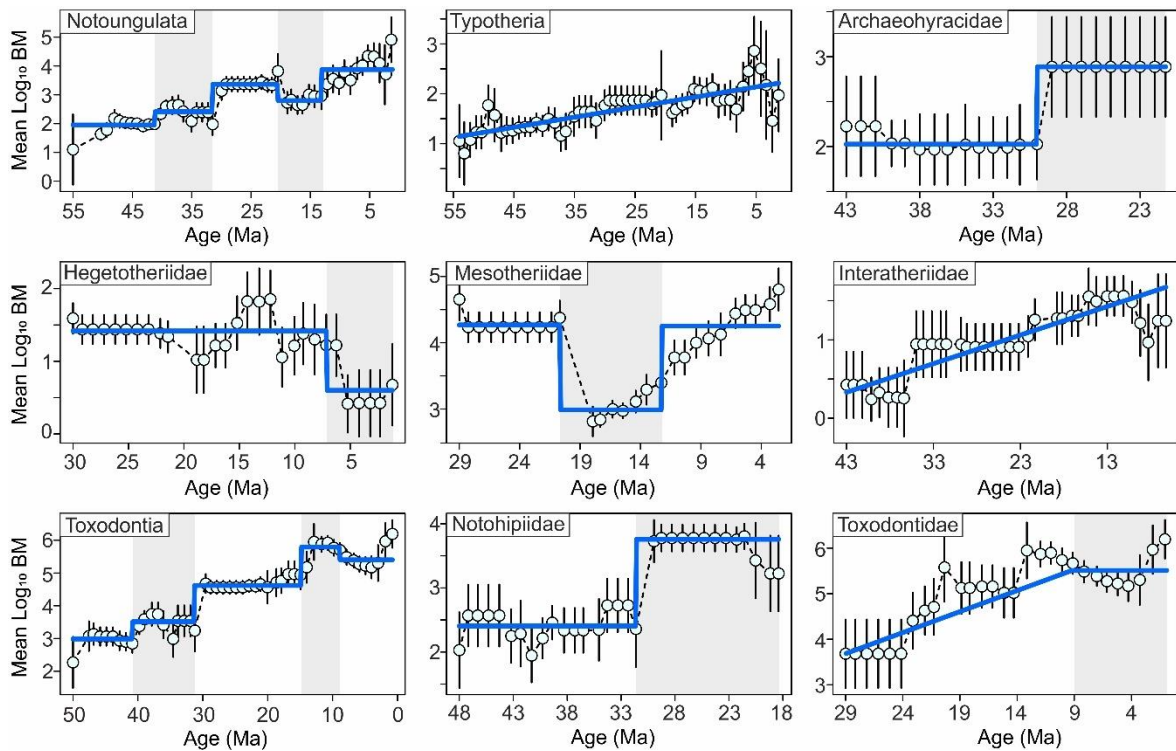 Notoungulata
Typotheria
Archaeohyracidae
Mean Log₁₀ BM
5
4
3
2
1
0
3
2
1
3
2
55 45 35 25 15 5
55 45 35 25 15 5
43 38 33 28 23
Age (Ma)
Age (Ma)
Age (Ma)
Hegetotheriidae
Mesotheriidae
Interatheriidae
Mean Log₁₀ BM
2
1
0
5
4
3
1
0
30 25 20 15 10 5
29 24 19 14 9 4
43 33 23 13
Age (Ma)
Age (Ma)
Age (Ma)
Toxodontia
Notohipiidae
Toxodontidae
Mean Log₁₀ BM
6
5
4
3
2
4
3
2
6
5
4
3
50 40 30 20 10 0
48 43 38 33 28 23 18
29 24 19 14 9 4
Age (Ma)
Age (Ma)
Age (Ma)